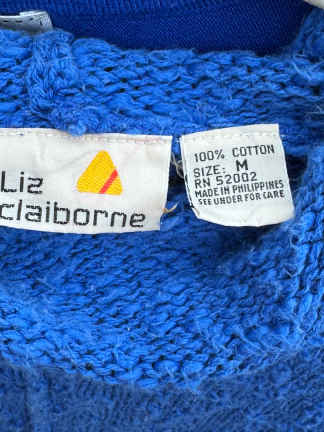 Liz
claiborne
100% COTTON
SIZE: M
RN 52002
MADE IN PHILIPPINES
SEE UNDER FOR CARE